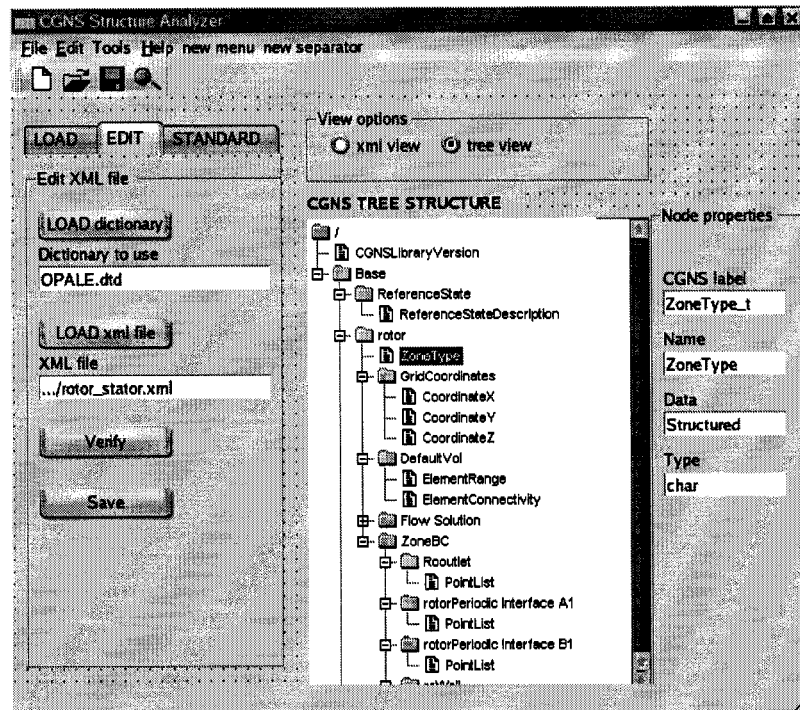 CGNS Structure Analyzer
File Edit Tools Help new menu new separator
LOAD EDIT STANDARD
Edit XML file
LOAD dictionary
Dictionary to use
OPALE.dtd
LOAD xml file
XML file
.../rotor_stator.xml
Verify
Save
View options
xml view tree view
CGNS TREE STRUCTURE
/
CGNSLibraryVersion
Base
ReferenceState
ReferenceStateDescription
rotor
ZoneType
GridCoordinates
CoordinateX
CoordinateY
CoordinateZ
DefaultVol
ElementRange
ElementConnectivity
Flow Solution
ZoneBC
Rooutlet
PointList
rotorPeriodic Interface A1
PointList
rotorPeriodic Interface B1
PointList
Node properties
CGNS label
ZoneType_t
Name
ZoneType
Data
Structured
Type
char